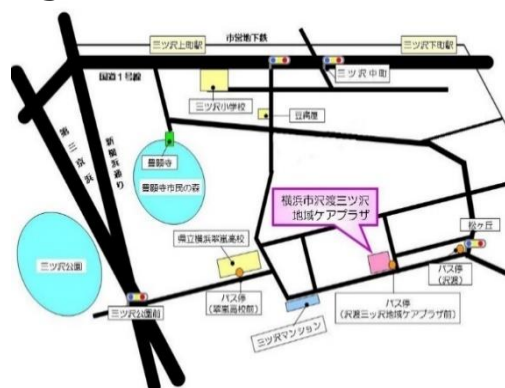 三ツ沢上町駅
市営地下鉄
三ツ沢下町駅
国道1号線
三ツ沢中町
三ツ沢小学校
豆腐屋
第三京浜
新横浜通り
豊顕寺
豊顕寺市民の森
横浜市沢渡三ツ沢
地域ケアプラザ
松ヶ丘
県立横浜翠嵐高校
三ツ沢公園
バス停
(沢渡)
バス停
(翠嵐高校前)
バス停
(沢渡三ッ沢地域ケアプラザ前)
三ツ沢公園前
三ツ沢マンション